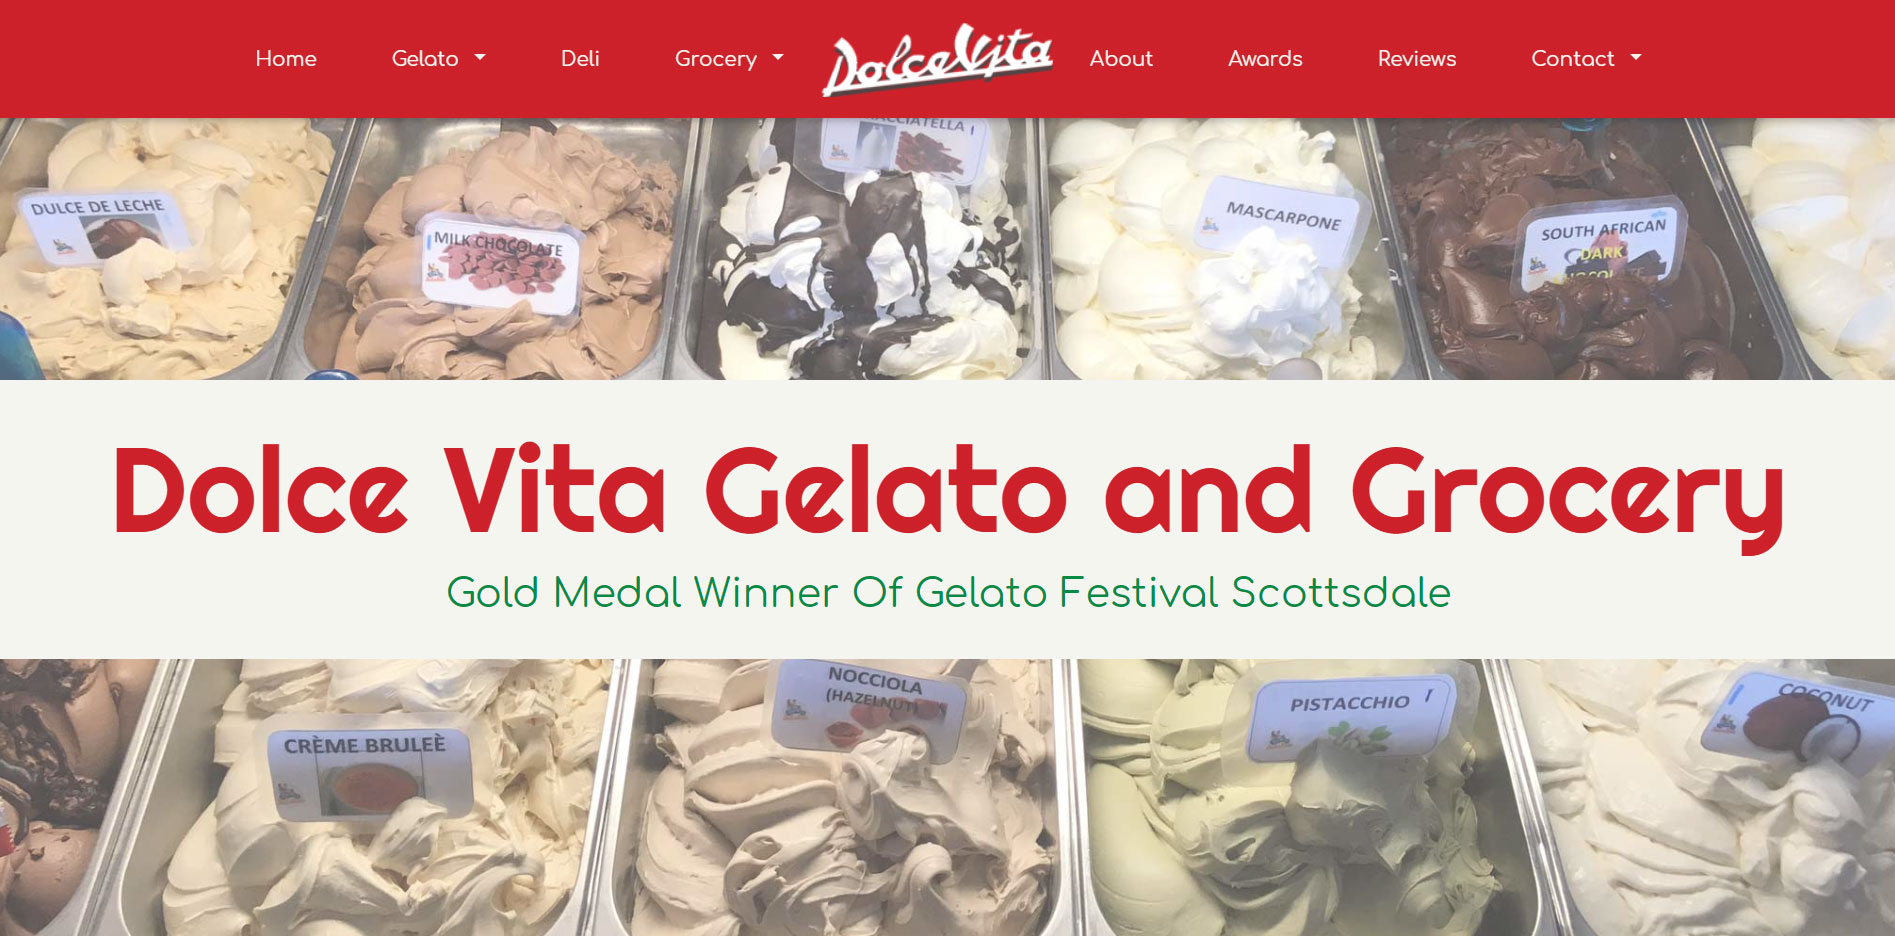 Home Gelato Deli Grocery DolceVita About Awards Reviews Contact
DULCE DE LECHE
MILK CHOCOLATE
MASCARPONE
SOUTH AFRICAN
DARK
Dolce Vita Gelato and Grocery
Gold Medal Winner Of Gelato Festival Scottsdale
CRÈME BRULEÈ
NOCCIOLA
(HAZELNUT)
PISTACCHIO
COCONUT